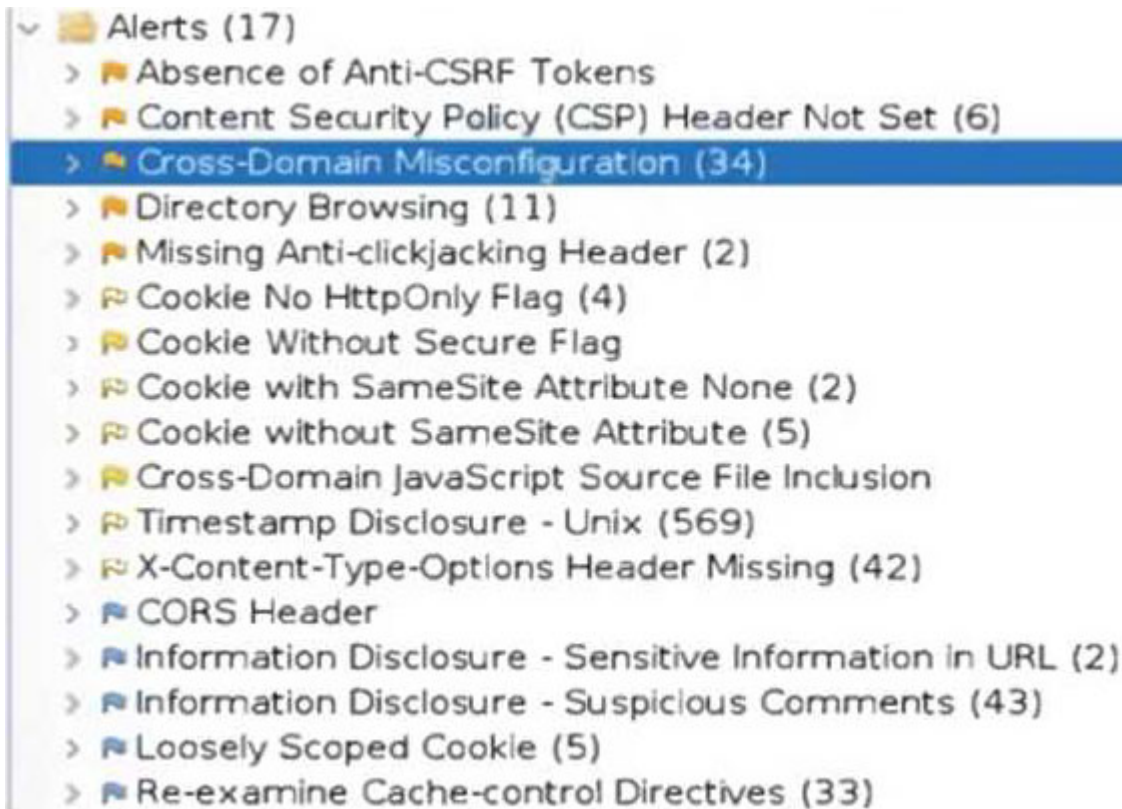 Alerts (17)
Absence of Anti-CSRF Tokens
Content Security Policy (CSP) Header Not Set (6)
Cross-Domain Misconfiguration (34)
Directory Browsing (11)
Missing Anti-clickjacking Header (2)
Cookie No HttpOnly Flag (4)
Cookie Without Secure Flag
Cookie with SameSite Attribute None (2)
Cookie without SameSite Attribute (5)
Cross-Domain JavaScript Source File Inclusion
Timestamp Disclosure - Unix (569)
X-Content-Type-Options Header Missing (42)
CORS Header
Information Disclosure - Sensitive Information in URL (2)
Information Disclosure - Suspicious Comments (43)
Loosely Scoped Cookie (5)
Re-examine Cache-control Directives (33)